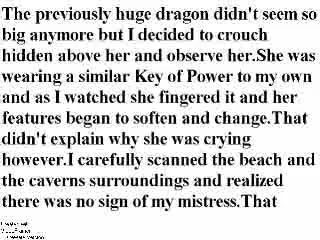 The previously huge dragon didn't seem so
big anymore but I decided to crouch
hidden above her and observe her.She was
wearing a similar Key of Power to my own
and as I watched she fingered it and her
features began to soften and change.That
didn't explain why she was crying
however.I carefully scanned the beach and
the caverns surroundings and realized
there was no sign of my mistress.That